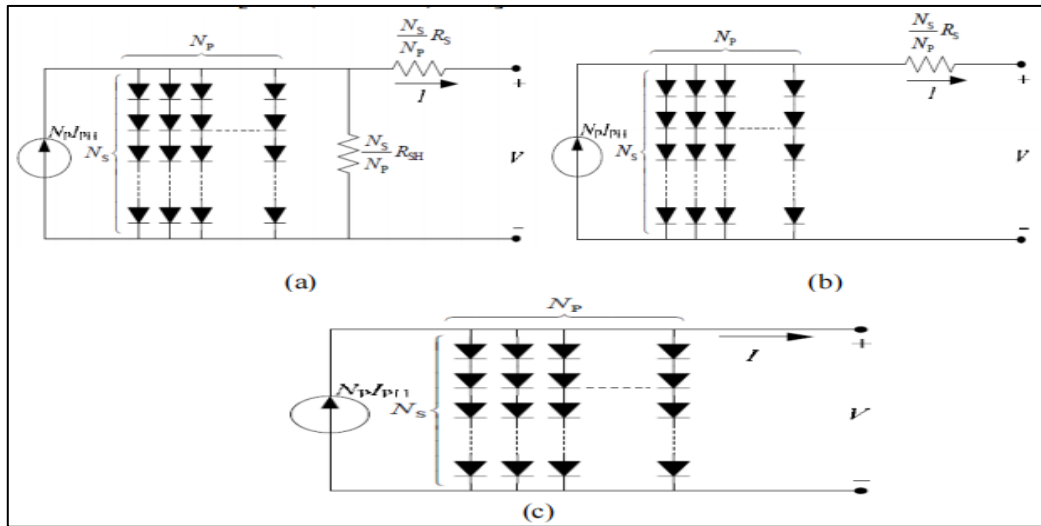 N_S/N_P R_S
N_P
I
+
N_P I_PH
N_S
N_S/N_P R_SH
V
−
(a)
N_S/N_P R_S
N_P
I
+
N_P I_PH
N_S
V
−
(b)
N_P
I
+
N_P I_PH
N_S
V
−
(c)